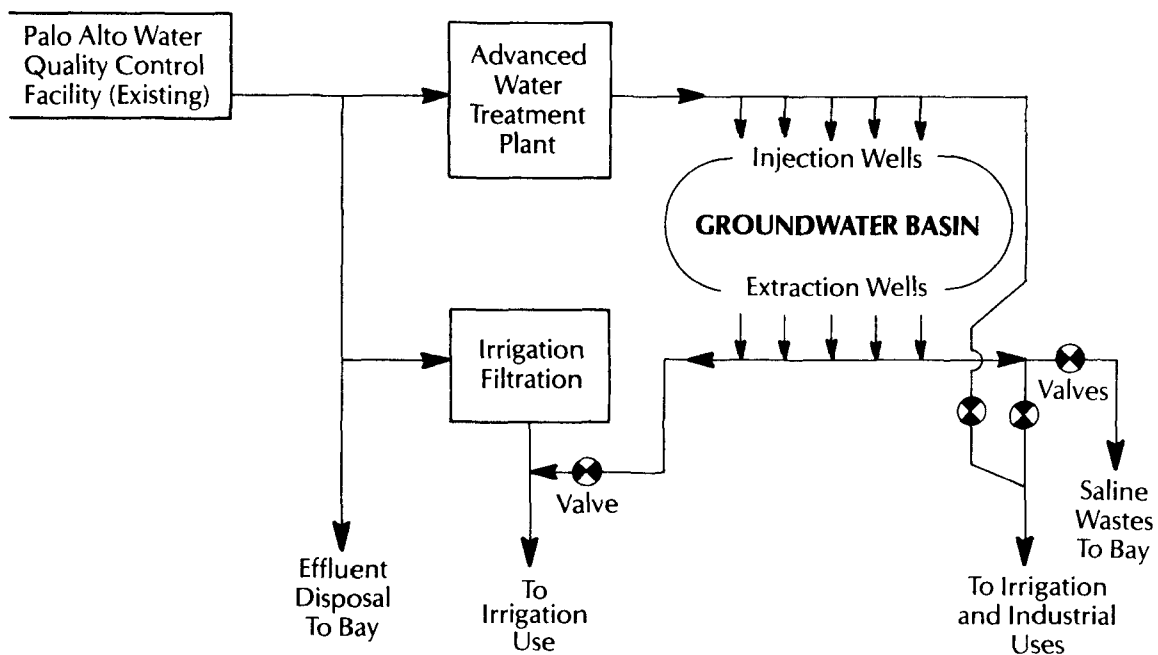 Palo Alto Water
Quality Control
Facility (Existing)
Advanced
Water
Treatment
Plant
Injection Wells
GROUNDWATER BASIN
Extraction Wells
Irrigation
Filtration
Valves
Valve
Effluent
Disposal
To Bay
To
Irrigation
Use
To Irrigation
and Industrial
Uses
Saline
Wastes
To Bay